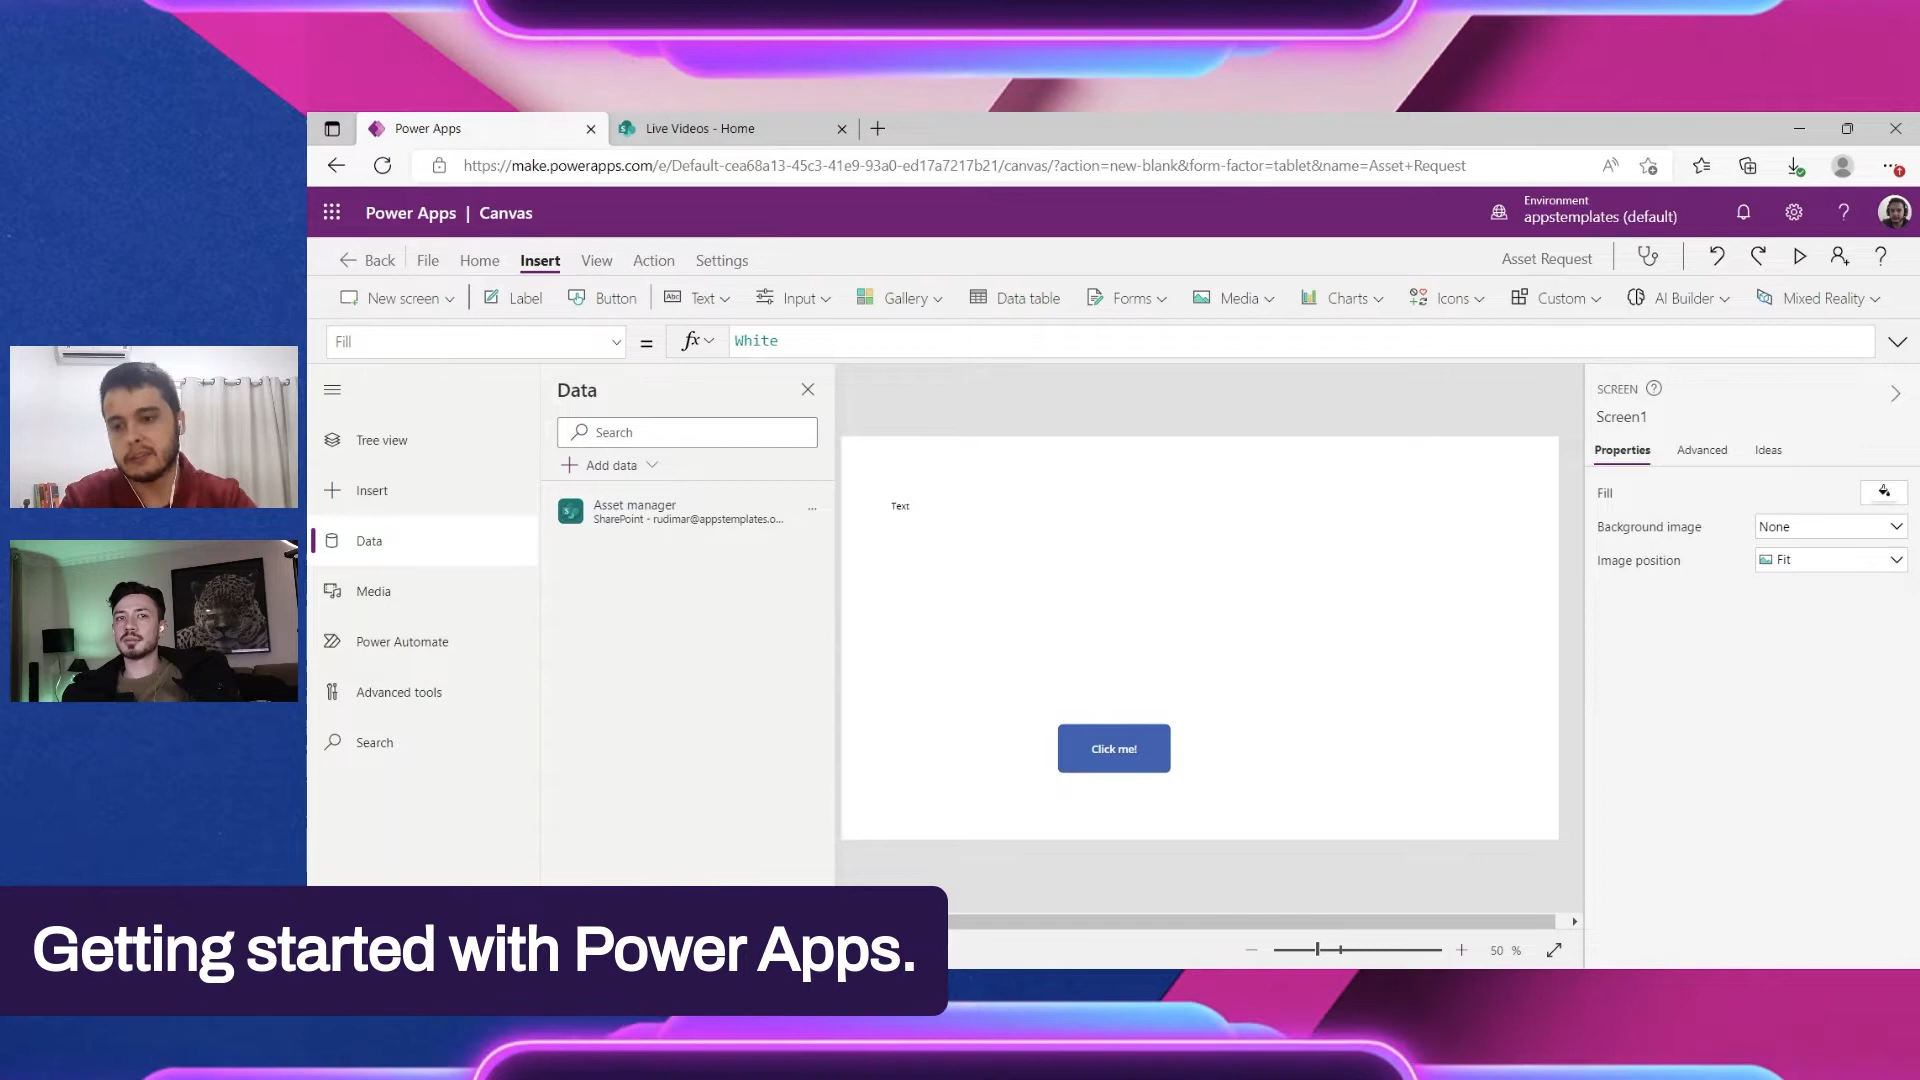 Power Apps
Live Videos - Home
https://make.powerapps.com/e/Default-cea68a13-45c3-41e9-93a0-ed17a7217b21/canvas/?action=new-blank&form-factor=tablet&name=Asset+Request
Power Apps | Canvas
Environment
appstemplates (default)
Back File Home Insert View Action Settings
Asset Request
New screen Label Button Text Input Gallery Data table Forms Media Charts Icons Custom AI Builder Mixed Reality
Fill = fx White
Tree view
Insert
Data
Media
Power Automate
Advanced tools
Search
Data
Search
Add data
Asset manager
SharePoint - rudimar@appstemplates.o...
Text
Click me!
SCREEN
Screen1
Properties Advanced Ideas
Fill
Background image None
Image position Fit
50 %
Getting started with Power Apps.